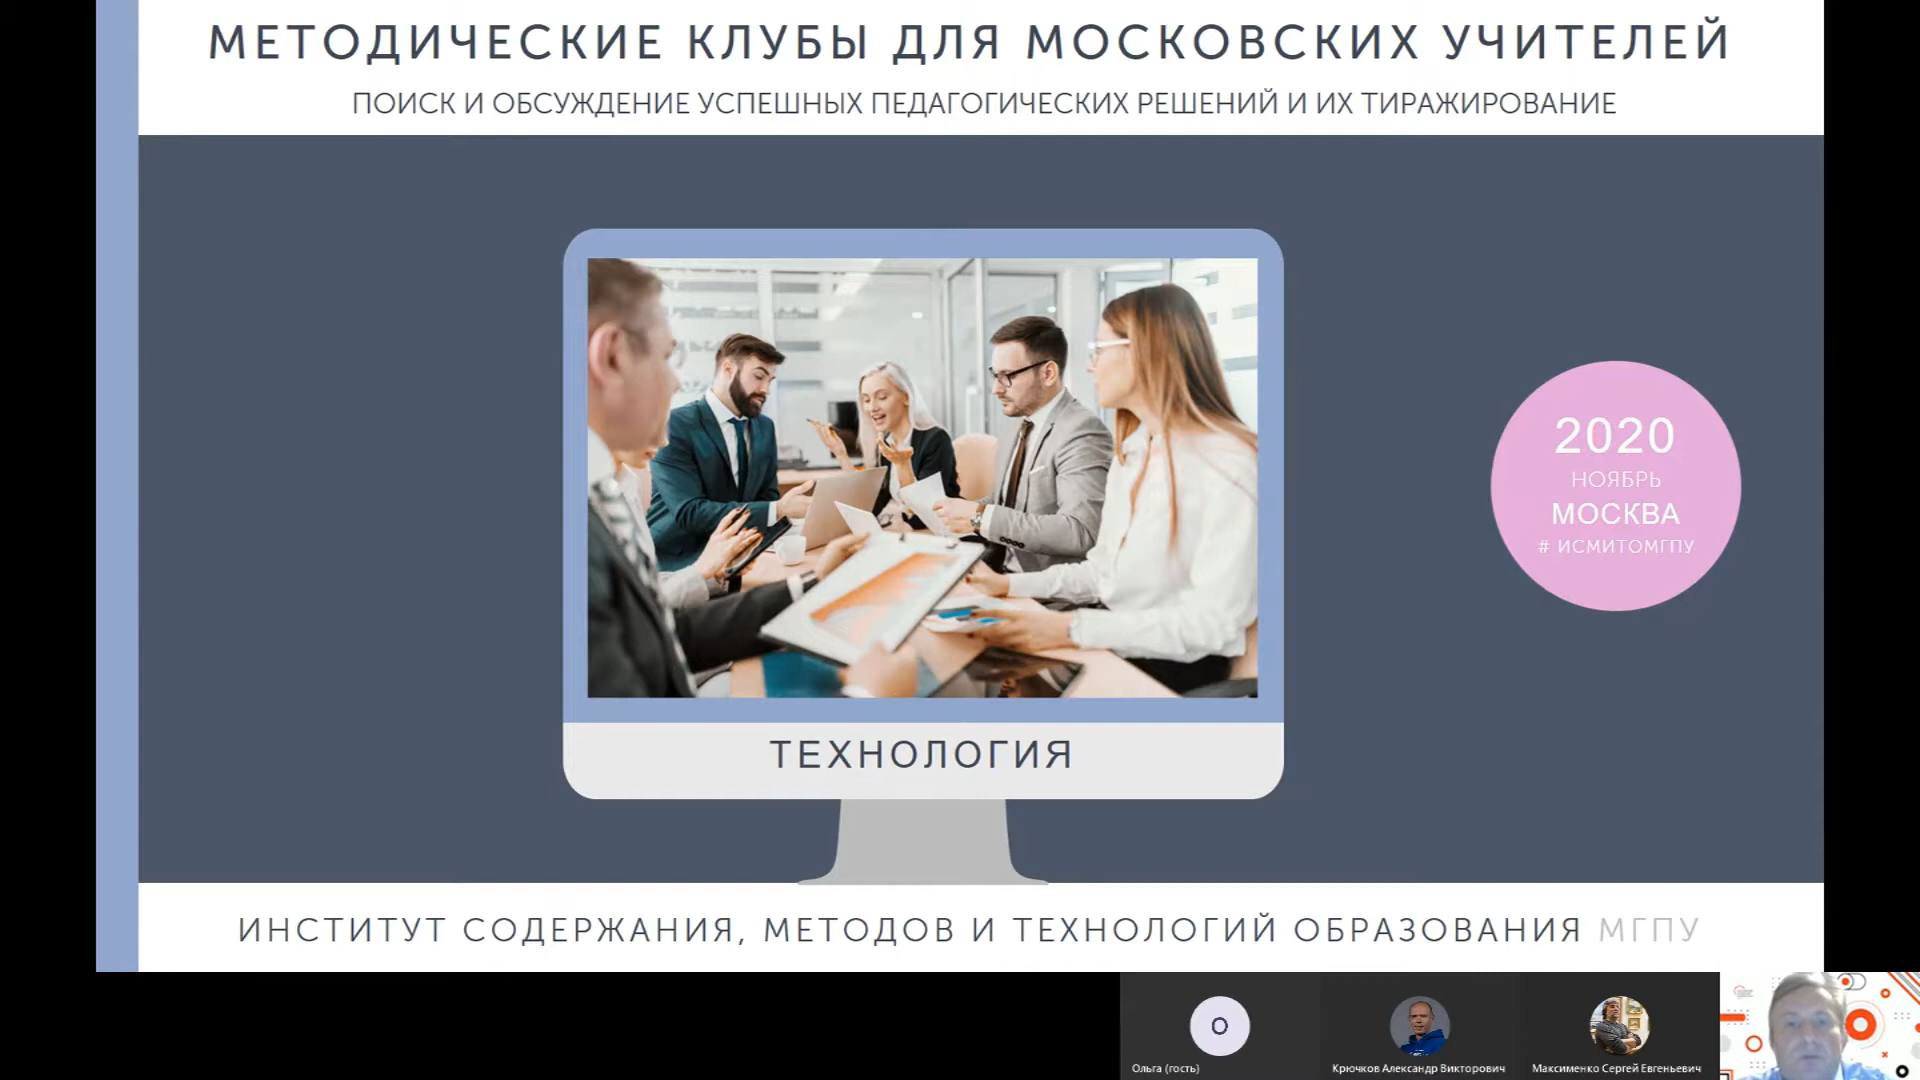 МЕТОДИЧЕСКИЕ КЛУБЫ ДЛЯ МОСКОВСКИХ УЧИТЕЛЕЙ
ПОИСК И ОБСУЖДЕНИЕ УСПЕШНЫХ ПЕДАГОГИЧЕСКИХ РЕШЕНИЙ И ИХ ТИРАЖИРОВАНИЕ
2020
НОЯБРЬ
МОСКВА
# ИСМИТОМГПУ
ТЕХНОЛОГИЯ
ИНСТИТУТ СОДЕРЖАНИЯ, МЕТОДОВ И ТЕХНОЛОГИЙ ОБРАЗОВАНИЯ МГПУ
О
Ольга (гость)
Крючков Александр Викторович
Максименко Сергей Евгеньевич